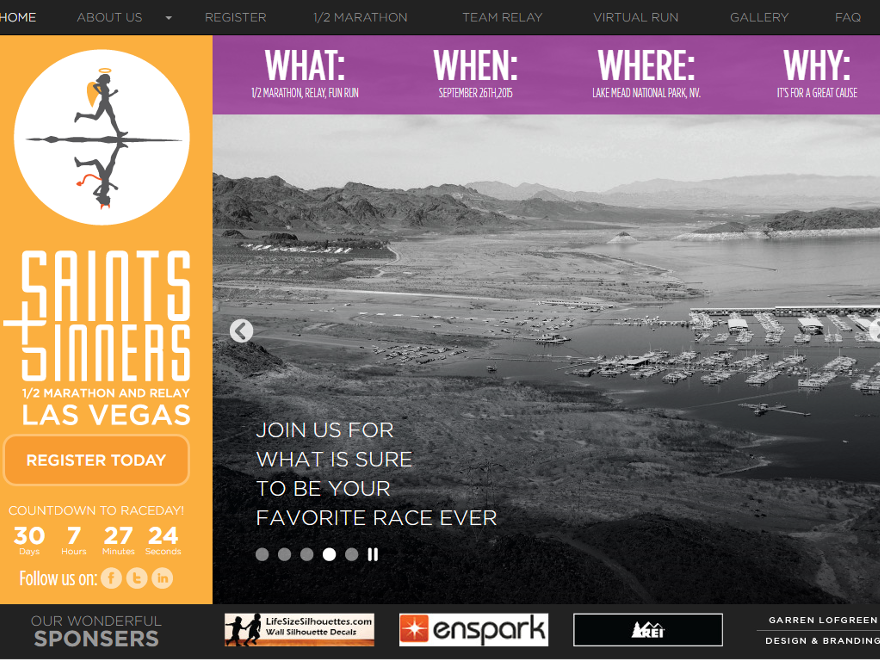 HOME ABOUT US REGISTER 1/2 MARATHON TEAM RELAY VIRTUAL RUN GALLERY FAQ
WHAT: WHEN: WHERE: WHY:
1/2 MARATHON, RELAY, FUN RUN SEPTEMBER 26TH,2015 LAKE MEAD NATIONAL PARK, NV. IT'S FOR A GREAT CAUSE
SAINTS
+SINNERS
1/2 MARATHON AND RELAY
LAS VEGAS
REGISTER TODAY
COUNTDOWN TO RACEDAY!
30 7 27 24
Days Hours Minutes Seconds
Follow us on: f t in
JOIN US FOR
WHAT IS SURE
TO BE YOUR
FAVORITE RACE EVER
OUR WONDERFUL
SPONSERS
LifeSizeSilhouettes.com
Wall Silhouette Decals
enspark
REI
GARREN LOFGREEN
DESIGN & BRANDING